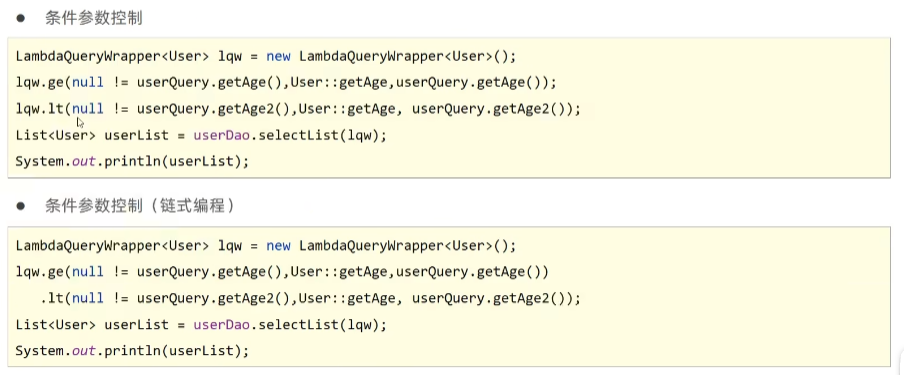 ● 条件参数控制
LambdaQueryWrapper<User> lqw = new LambdaQueryWrapper<User>();
lqw.ge(null != userQuery.getAge(),User::getAge,userQuery.getAge());
lqw.lt(null != userQuery.getAge2(),User::getAge, userQuery.getAge2());
List<User> userList = userDao.selectList(lqw);
System.out.println(userList);
● 条件参数控制（链式编程）
LambdaQueryWrapper<User> lqw = new LambdaQueryWrapper<User>();
lqw.ge(null != userQuery.getAge(),User::getAge,userQuery.getAge())
   .lt(null != userQuery.getAge2(),User::getAge, userQuery.getAge2());
List<User> userList = userDao.selectList(lqw);
System.out.println(userList);